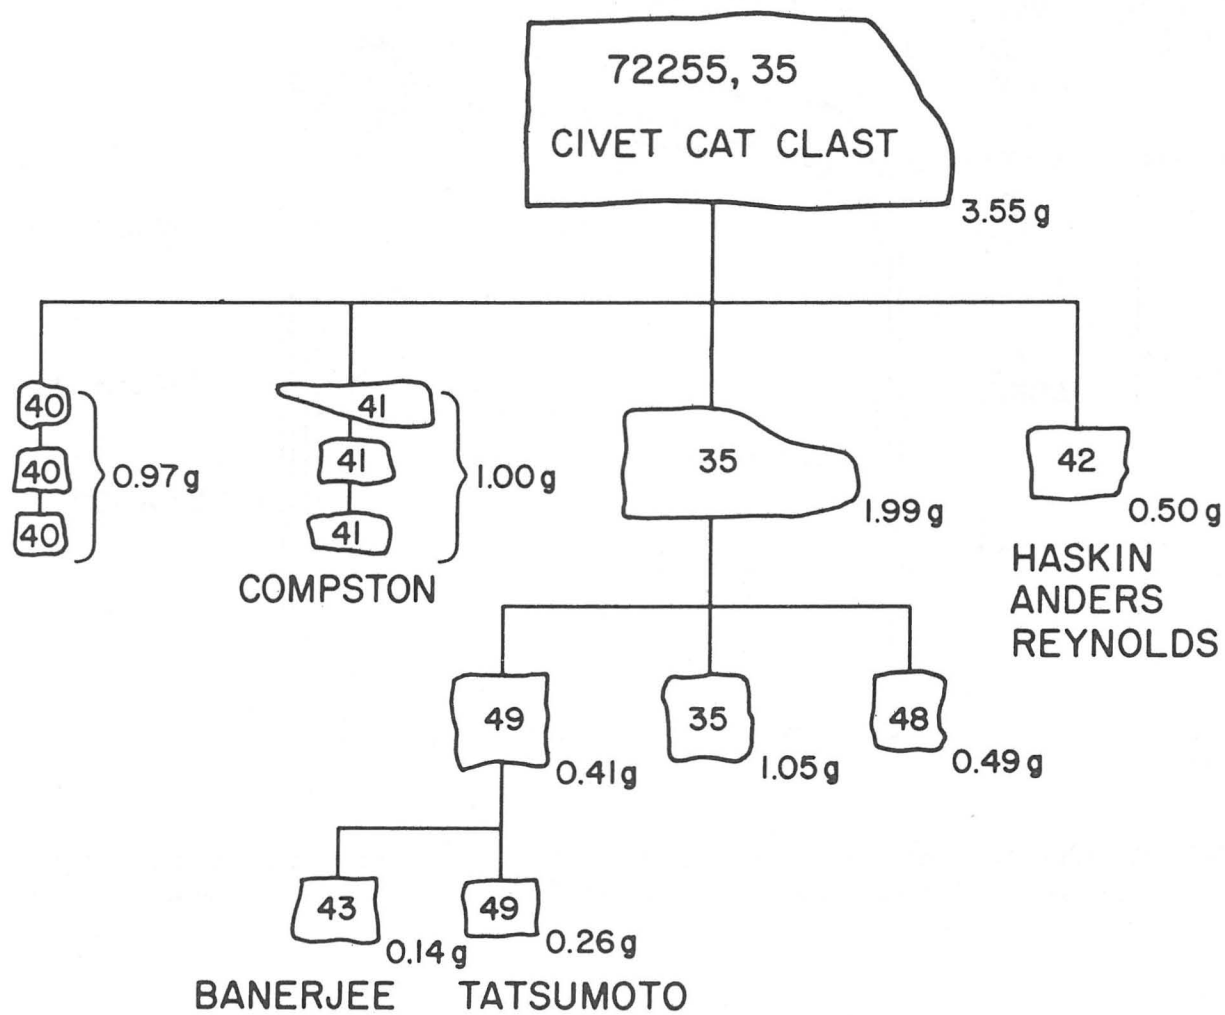 72255, 35
CIVET CAT CLAST
3.55 g
40
40
40
0.97 g
41
41
41
1.00 g
COMPSTON
35
1.99 g
42
0.50 g
HASKIN
ANDERS
REYNOLDS
49
0.41 g
35
1.05 g
48
0.49 g
43
0.14 g
BANERJEE
49
0.26 g
TATSUMOTO